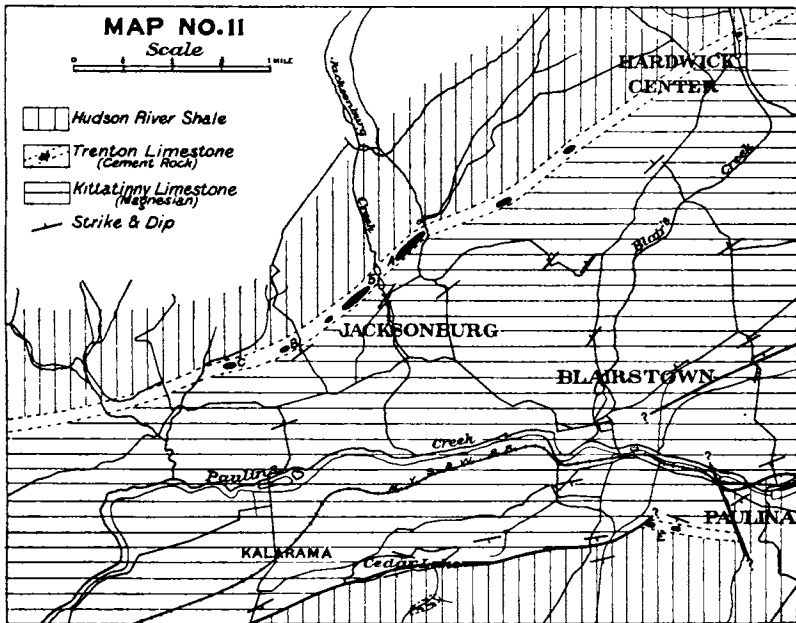 MAP NO.11
Scale
1 MILE
Hudson River Shale
Trenton Limestone
(Cement Rock)
Kittatinny Limestone
(Magnesian)
Strike & Dip
HARDWICK
CENTER
Jacksonburg
Creek
Blair's
Creek
A
D
B
C
JACKSONBURG
BLAIRSTOWN
?
Paulins
Creek
?
PAULINA
?
E
?
KALARAMA
Cedar Lake